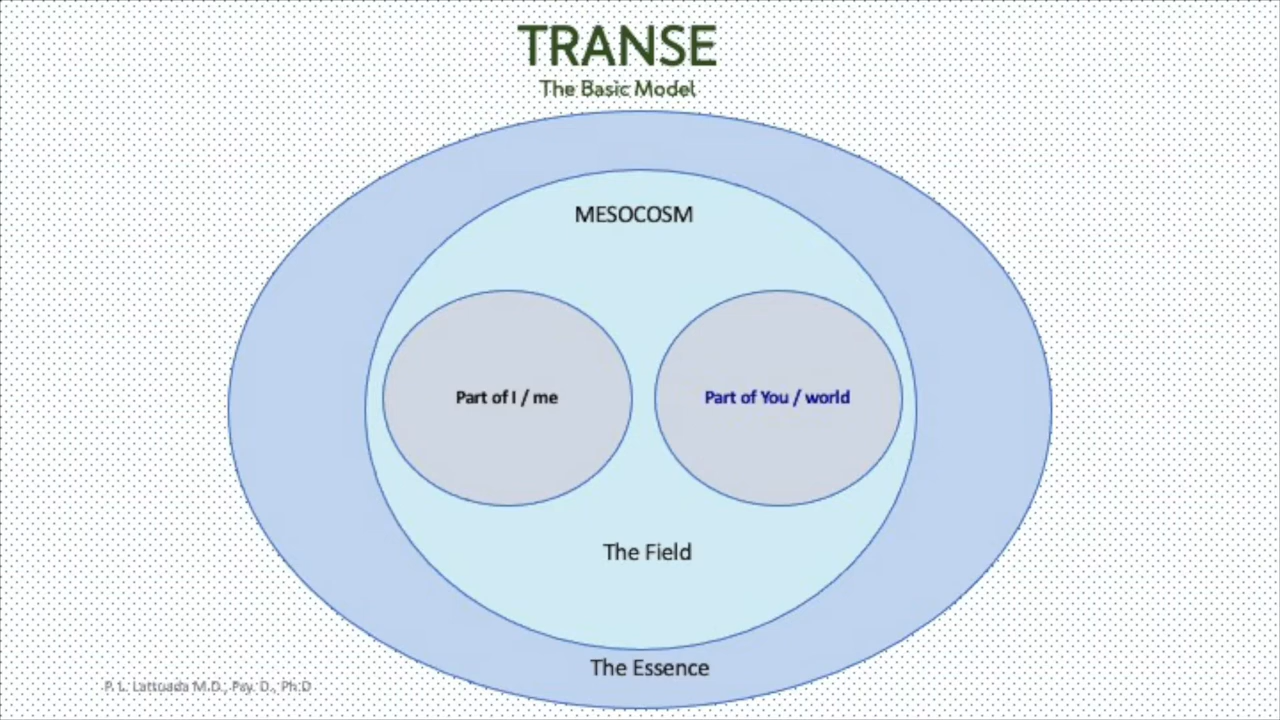 TRANSE
The Basic Model
MESOCOSM
Part of I / me
Part of You / world
The Field
The Essence
P. L. Lattuada M.D., Psy. D., Ph.D